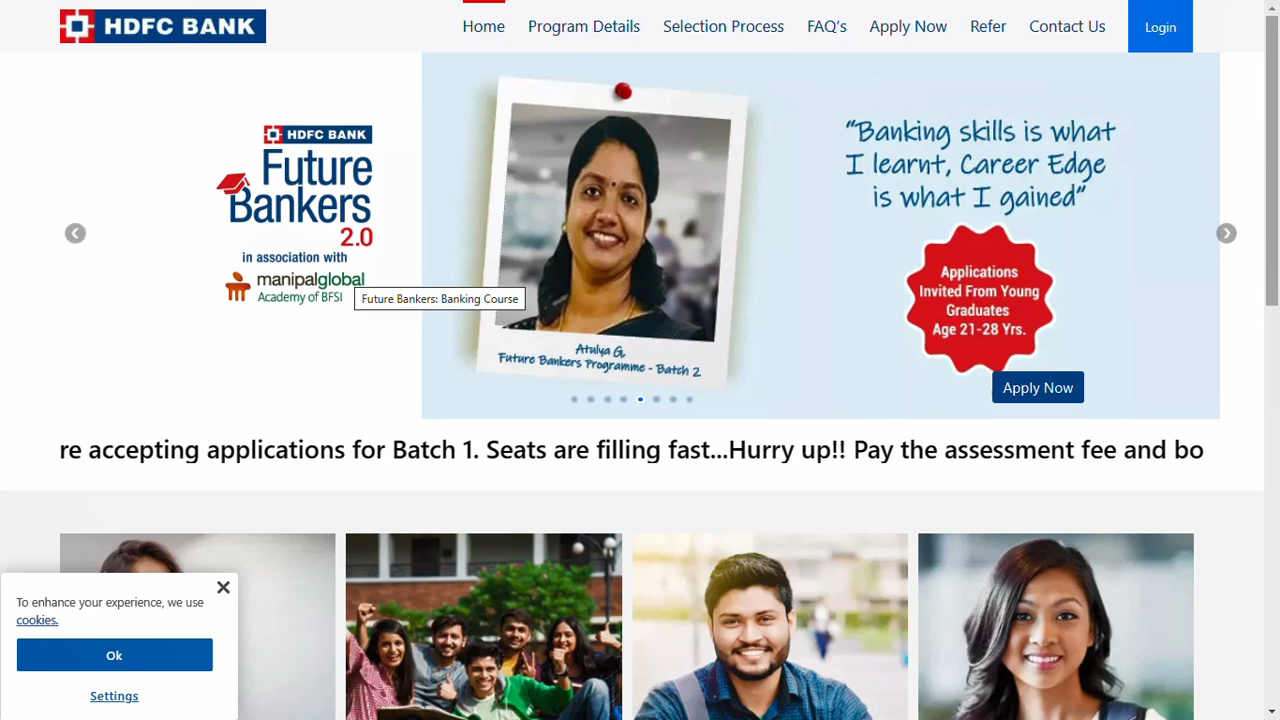 HDFC BANK
Home
Program Details
Selection Process
FAQ's
Apply Now
Refer
Contact Us
Login
HDFC BANK
Future
Bankers
2.0
in association with
manipalglobal
Academy of BFSI
Future Bankers: Banking Course
Atulya G,
Future Bankers Programme - Batch 2
"Banking skills is what
I learnt, Career Edge
is what I gained"
Applications
Invited From Young
Graduates
Age 21-28 Yrs.
Apply Now
re accepting applications for Batch 1. Seats are filling fast...Hurry up!! Pay the assessment fee and bo
To enhance your experience, we use
cookies.
Ok
Settings